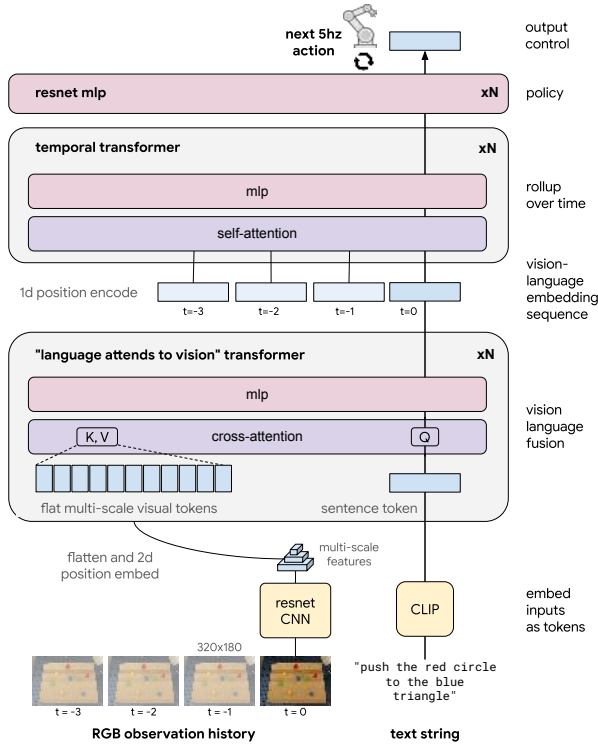 next 5hz
action
output
control
resnet mlp
xN
policy
temporal transformer
xN
mlp
self-attention
rollup
over time
1d position encode
t=-3
t=-2
t=-1
t=0
vision-
language
embedding
sequence
"language attends to vision" transformer
xN
mlp
K, V
cross-attention
Q
vision
language
fusion
flat multi-scale visual tokens
sentence token
flatten and 2d
position embed
multi-scale
features
resnet
CNN
CLIP
embed
inputs
as tokens
320x180
"push the red circle
to the blue
triangle"
t = -3
t = -2
t = -1
t = 0
RGB observation history
text string